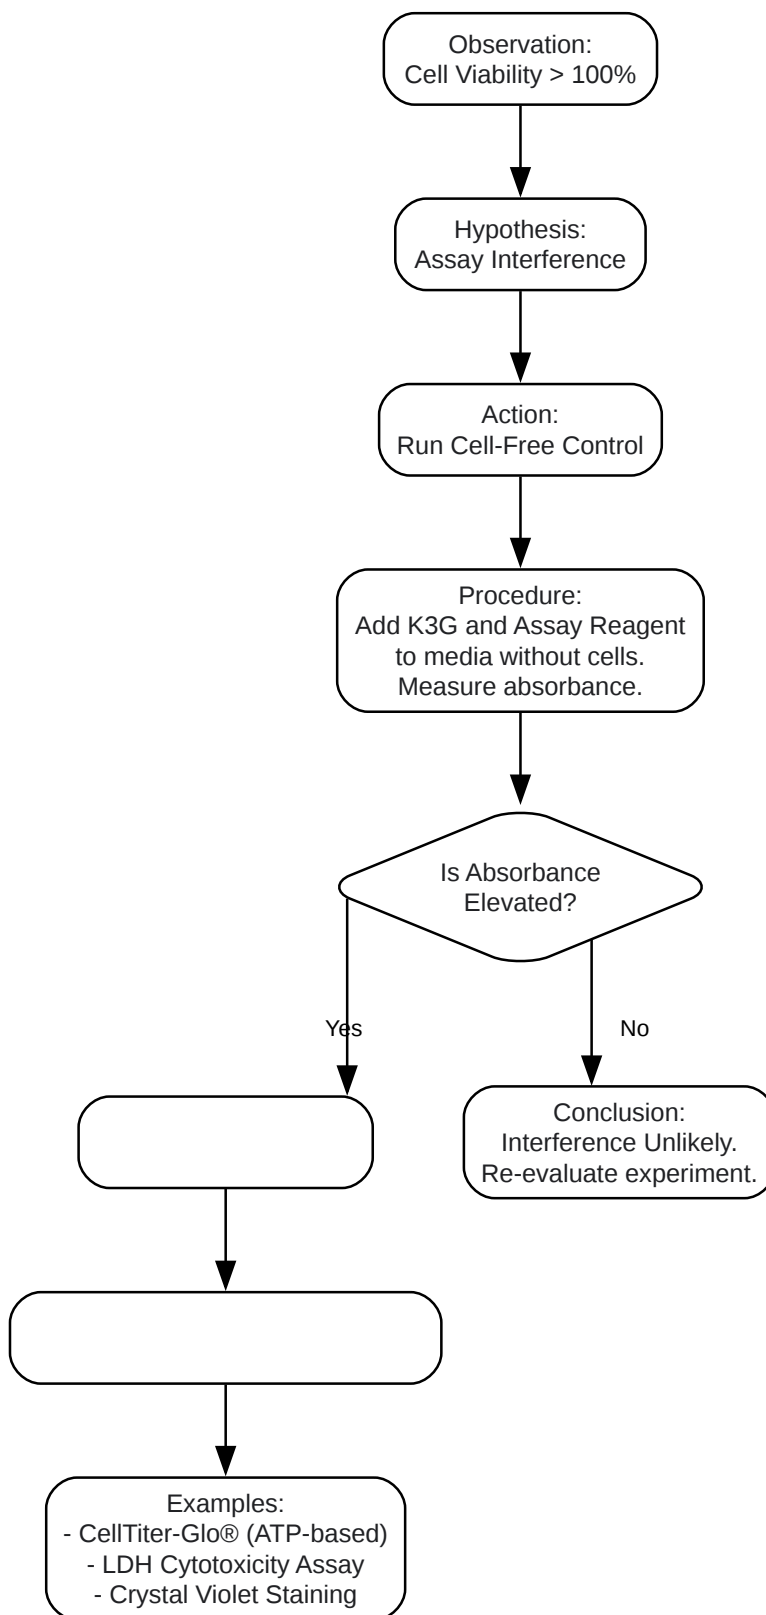 Observation:
Cell Viability > 100%
Hypothesis:
Assay Interference
Action:
Run Cell-Free Control
Procedure:
Add K3G and Assay Reagent
to media without cells.
Measure absorbance.
Is Absorbance
Elevated?
Yes
No
Conclusion:
Interference Unlikely.
Re-evaluate experiment.
Examples:
- CellTiter-Glo® (ATP-based)
- LDH Cytotoxicity Assay
- Crystal Violet Staining